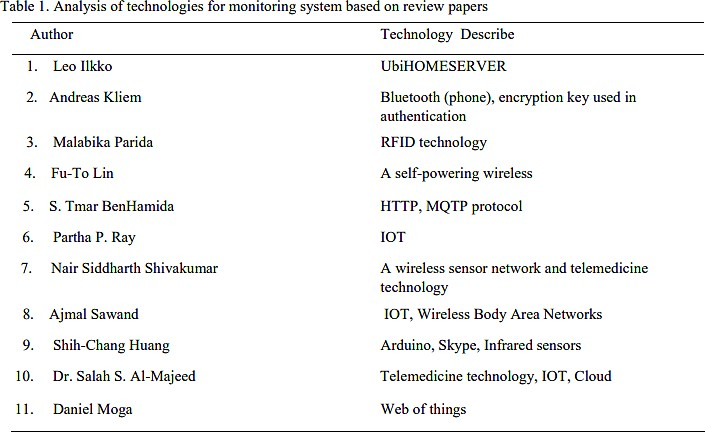 Table 1. Analysis of technologies for monitoring system based on review papers
Author Technology Describe
1. Leo Ilkko UbiHOMESERVER
2. Andreas Kliem Bluetooth (phone), encryption key used in
authentication
3. Malabika Parida RFID technology
4. Fu-To Lin A self-powering wireless
5. S. Tmar BenHamida HTTP, MQTP protocol
6. Partha P. Ray IOT
7. Nair Siddharth Shivakumar A wireless sensor network and telemedicine
technology
8. Ajmal Sawand IOT, Wireless Body Area Networks
9. Shih-Chang Huang Arduino, Skype, Infrared sensors
10. Dr. Salah S. Al-Majeed Telemedicine technology, IOT, Cloud
11. Daniel Moga Web of things